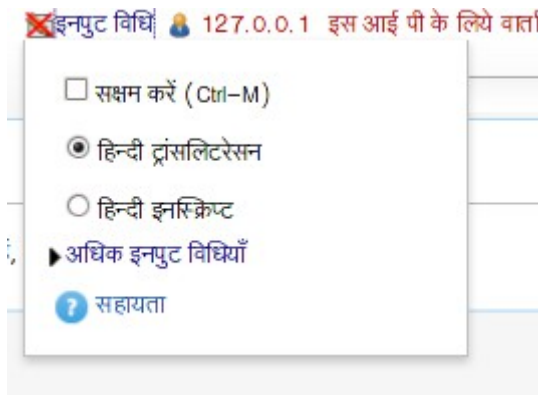 इनपुट विधि 127.0.0.1 इस आई पी के लिये वार्ता
सक्षम करें (Ctrl–M)
हिन्दी ट्रांसलिटरेसन
हिन्दी इनस्क्रिप्ट
अधिक इनपुट विधियाँ
? सहायता